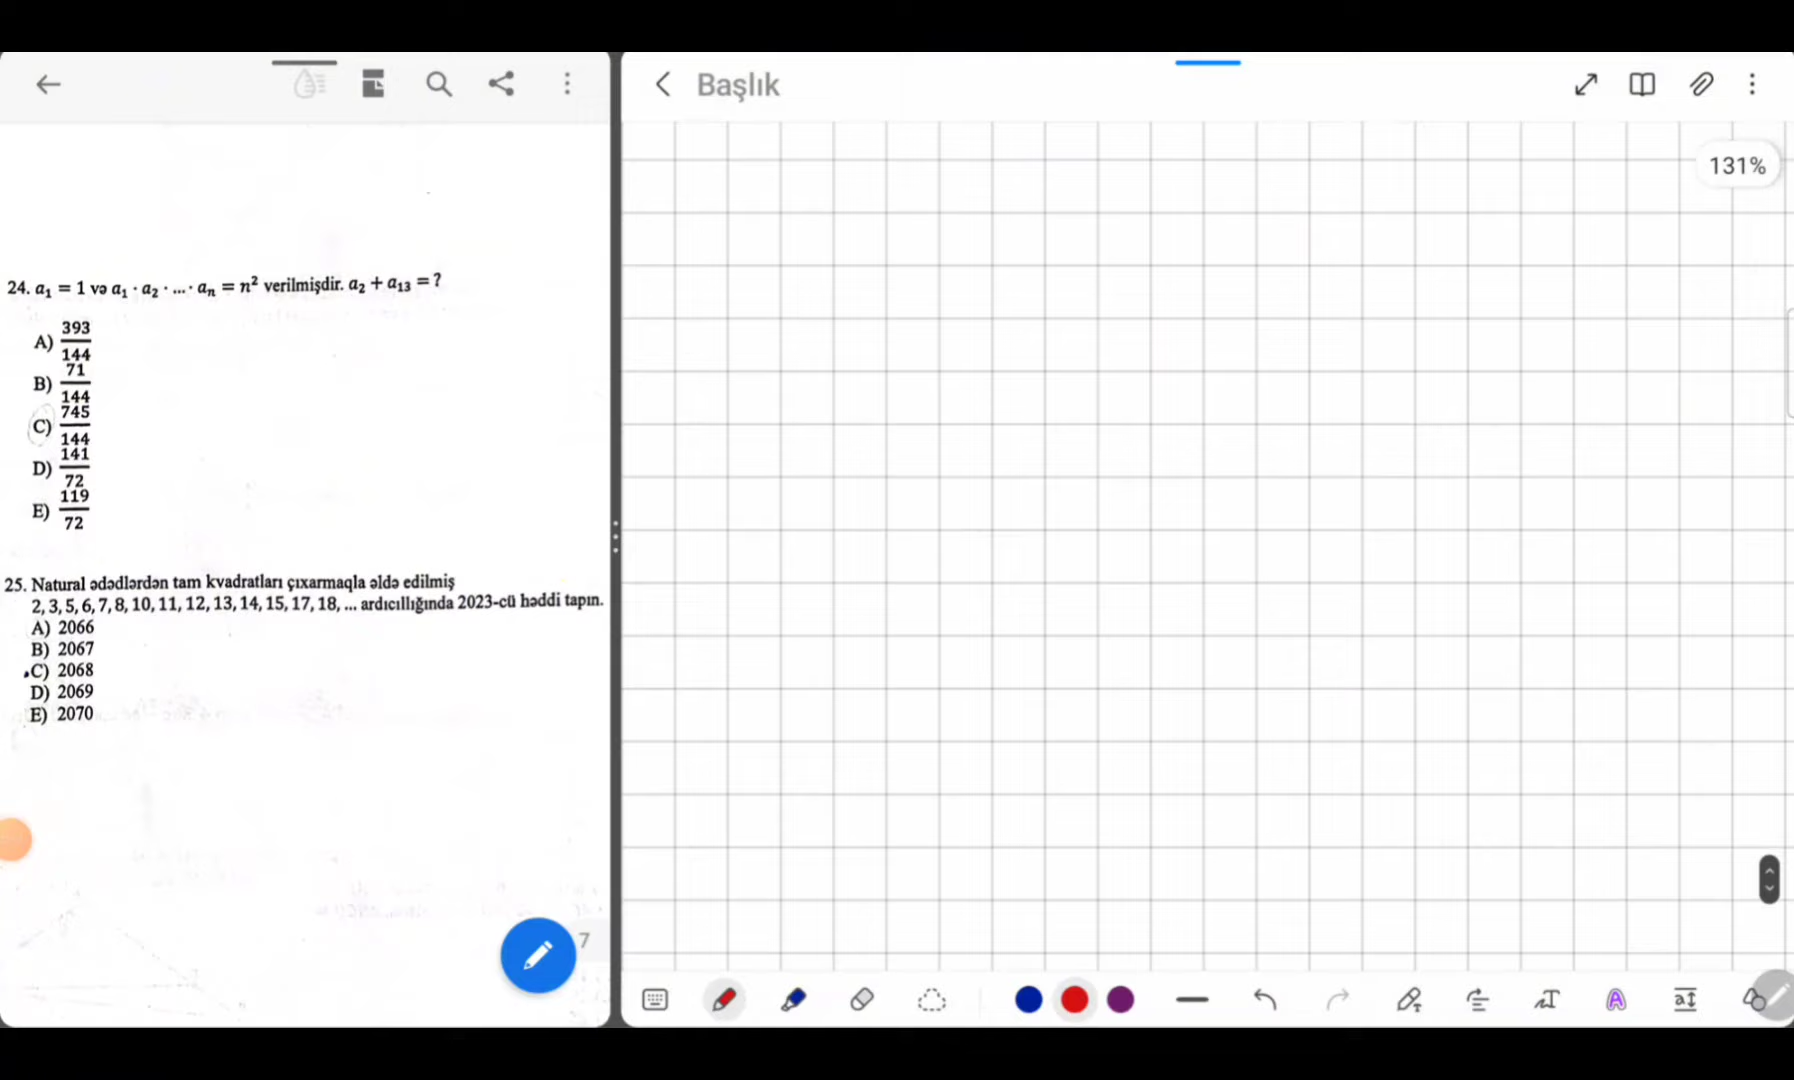 Başlık
131%
24. a₁ = 1 və a₁ · a₂ · ... · aₙ = n² verilmişdir. a₂ + a₁₃ = ?
A) 393/144
B) 71/144
C) 745/144
D) 141/72
E) 119/72
25. Natural ədədlərdən tam kvadratları çıxarmaqla əldə edilmiş
2, 3, 5, 6, 7, 8, 10, 11, 12, 13, 14, 15, 17, 18, ... ardıcıllığında 2023-cü həddi tapın.
A) 2066
B) 2067
C) 2068
D) 2069
E) 2070
7